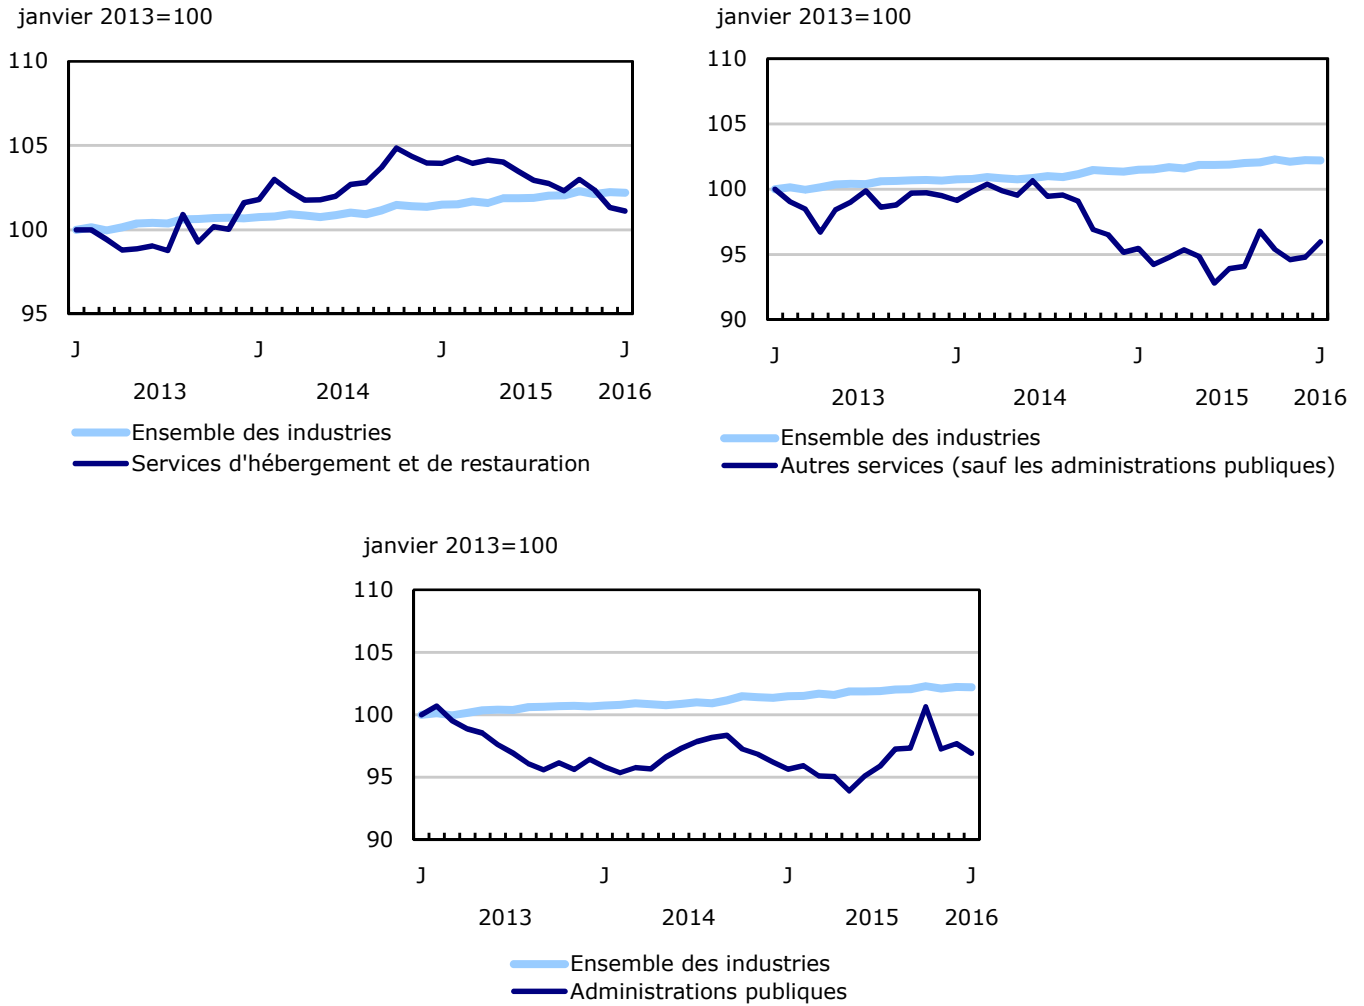 janvier 2013=100
110
105
100
95
J J J J
2013 2014 2015 2016
Ensemble des industries
Services d'hébergement et de restauration
janvier 2013=100
110
105
100
95
90
J J J J
2013 2014 2015 2016
Ensemble des industries
Autres services (sauf les administrations publiques)
janvier 2013=100
110
105
100
95
90
J J J J
2013 2014 2015 2016
Ensemble des industries
Administrations publiques